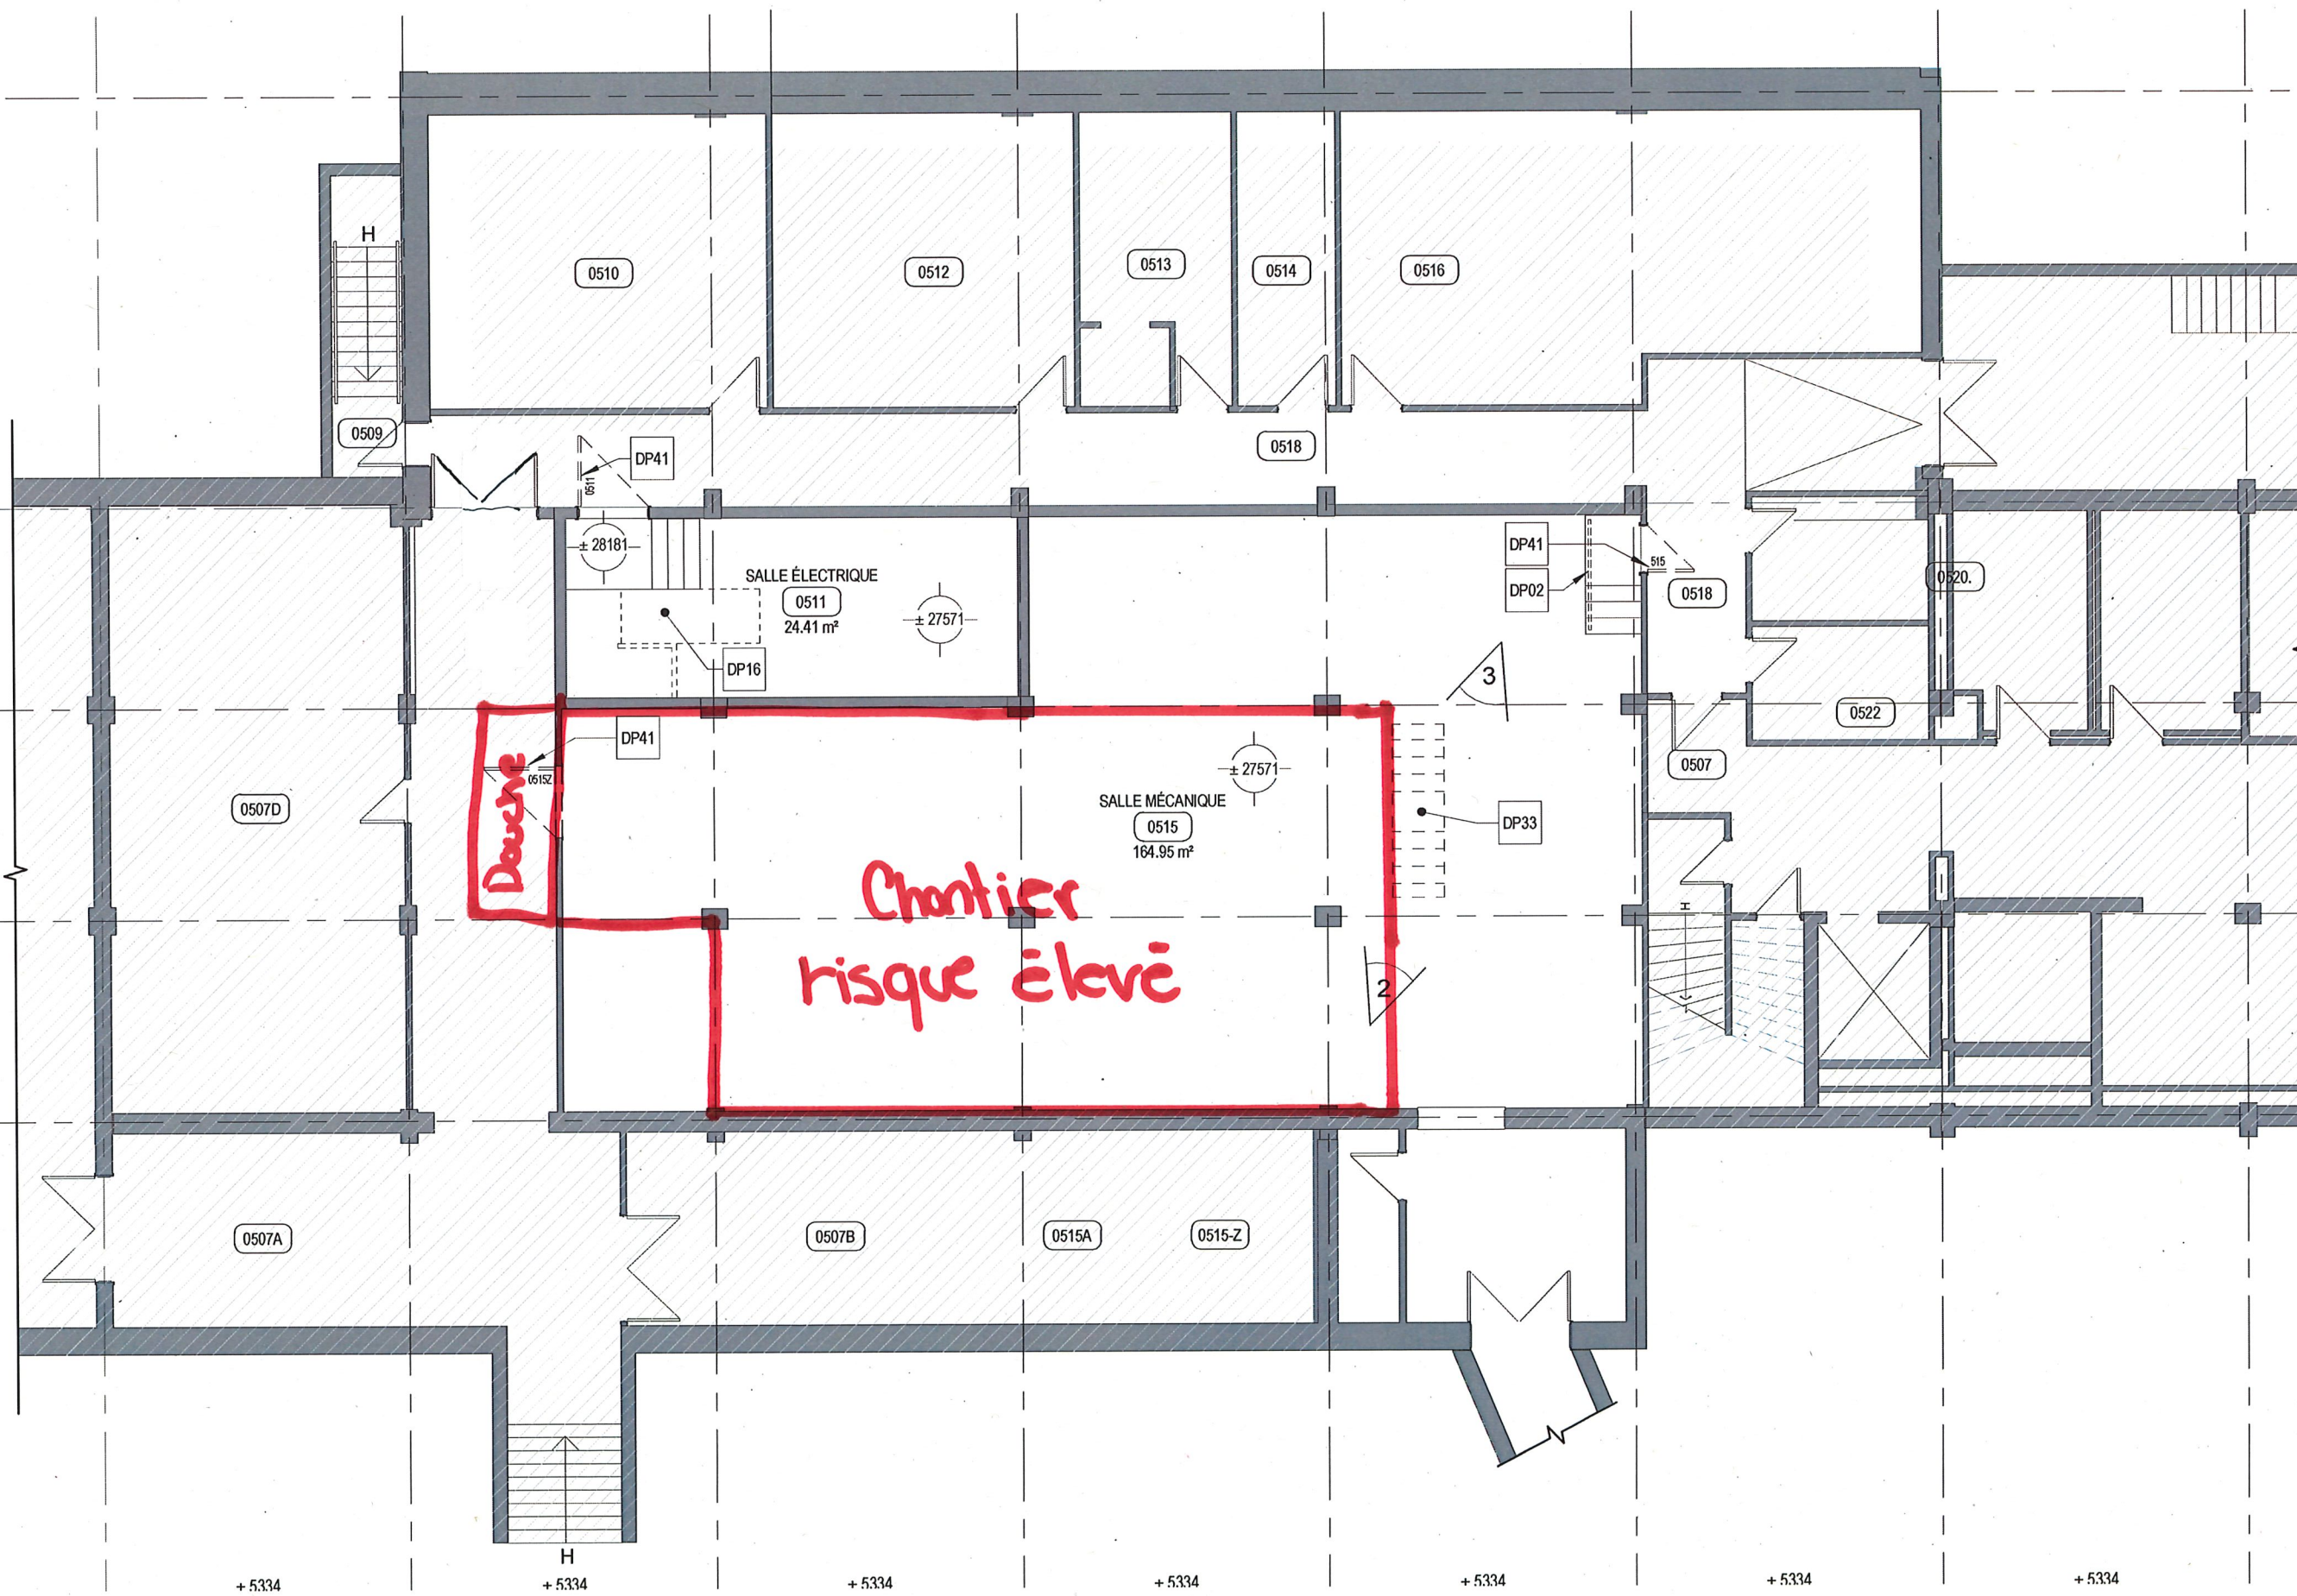 H
0510
0512
0513
0514
0516
0509
DP41
0511
0518
± 28181
SALLE ÉLECTRIQUE
0511
24.41 m²
± 27571
DP16
DP41
515
DP02
0518
0520.
3
0522
DP41
0515Z
Douche
0507D
± 27571
SALLE MÉCANIQUE
0515
164.95 m²
DP33
0507
Chantier
risque élevé
2
H
0507A
0507B
0515A
0515-Z
H
+ 5334
+ 5334
+ 5334
+ 5334
+ 5334
+ 5334
+ 5334